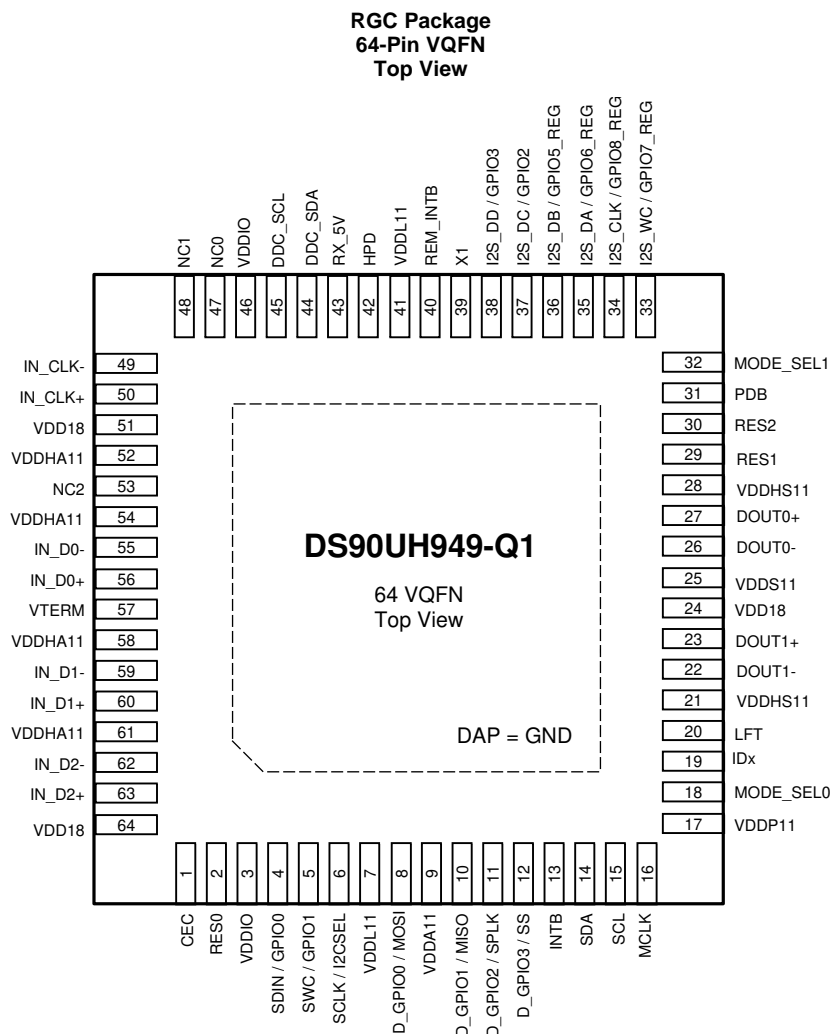 RGC Package
64-Pin VQFN
Top View
NC1
NC0
VDDIO
DDC_SCL
DDC_SDA
RX_5V
HPD
VDDL11
REM_INTB
X1
I2S_DD / GPIO3
I2S_DC / GPIO2
I2S_DB / GPIO5_REG
I2S_DA / GPIO6_REG
I2S_CLK / GPIO8_REG
I2S_WC / GPIO7_REG
48
47
46
45
44
43
42
41
40
39
38
37
36
35
34
33
IN_CLK- 49
IN_CLK+ 50
VDD18 51
VDDHA11 52
NC2 53
VDDHA11 54
IN_D0- 55
IN_D0+ 56
VTERM 57
VDDHA11 58
IN_D1- 59
IN_D1+ 60
VDDHA11 61
IN_D2- 62
IN_D2+ 63
VDD18 64
DS90UH949-Q1
64 VQFN
Top View
DAP = GND
32 MODE_SEL1
31 PDB
30 RES2
29 RES1
28 VDDHS11
27 DOUT0+
26 DOUT0-
25 VDDS11
24 VDD18
23 DOUT1+
22 DOUT1-
21 VDDHS11
20 LFT
19 IDx
18 MODE_SEL0
17 VDDP11
1
2
3
4
5
6
7
8
9
10
11
12
13
14
15
16
CEC
RES0
VDDIO
SDIN / GPIO0
SWC / GPIO1
SCLK / I2CSEL
VDDL11
D_GPIO0 / MOSI
VDDA11
D_GPIO1 / MISO
D_GPIO2 / SPLK
D_GPIO3 / SS
INTB
SDA
SCL
MCLK